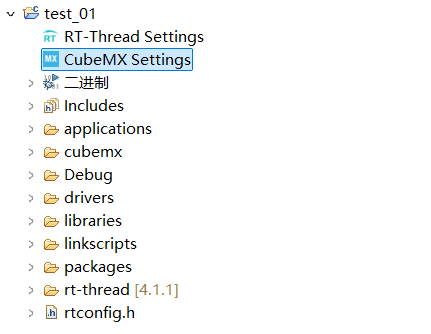 test_01
RT-Thread Settings
CubeMX Settings
二进制
Includes
applications
cubemx
Debug
drivers
libraries
linkscripts
packages
rt-thread [4.1.1]
rtconfig.h